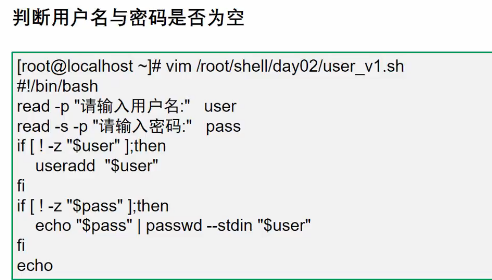 判断用户名与密码是否为空
[root@localhost ~]# vim /root/shell/day02/user_v1.sh
#!/bin/bash
read -p "请输入用户名:" user
read -s -p "请输入密码:" pass
if [ ! -z "$user" ];then
    useradd "$user"
fi
if [ ! -z "$pass" ];then
    echo "$pass" | passwd --stdin "$user"
fi
echo